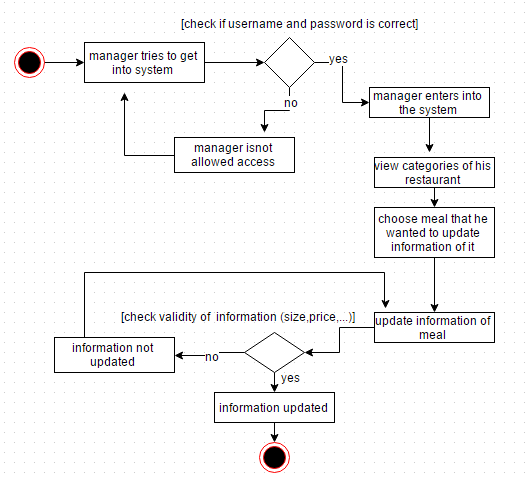 [check if username and password is correct]
manager tries to get
into system
yes
no
manager enters into
the system
manager isnot
allowed access
view categories of his
restaurant
choose meal that he
wanted to update
information of it
[check validity of information (size,price,...)]
update information of
meal
information not
updated
no
yes
information updated